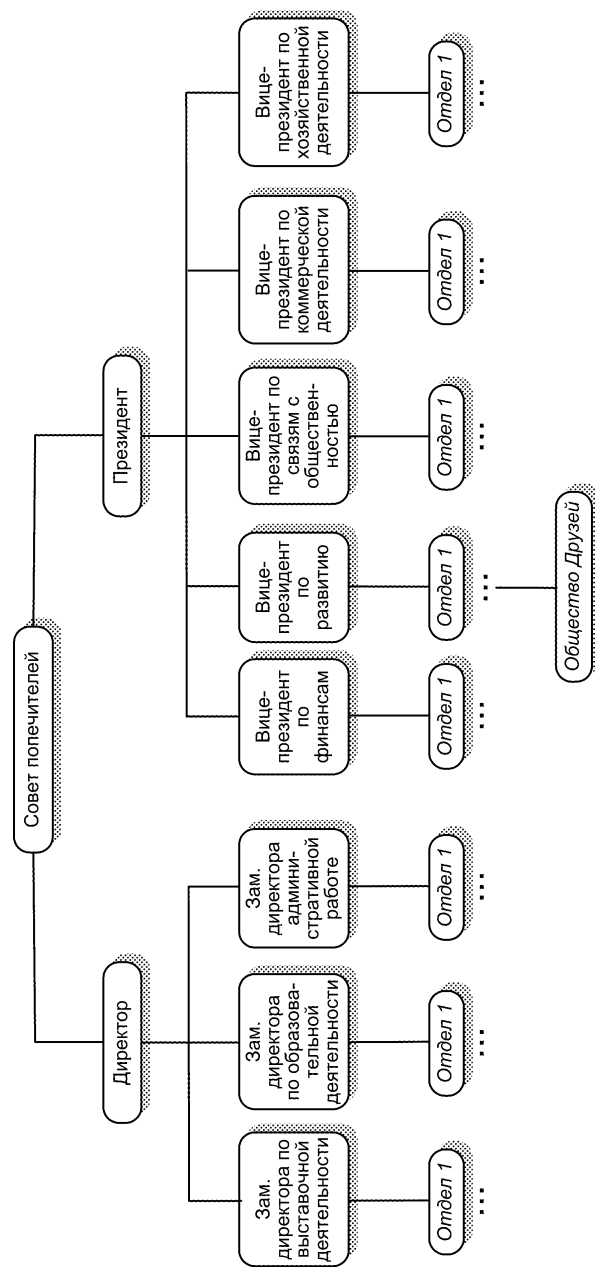 Совет попечителей
Директор
Президент
Зам.
директора по
выставочной
деятельности
Зам.
директора
по образова-
тельной
деятельности
Зам.
директора
админи-
стративной
работе
Вице-
президент
по
финансам
Вице-
президент
по
развитию
Вице-
президент по
связям с
обществен-
ностью
Вице-
президент по
коммерческой
деятельности
Вице-
президент по
хозяйственной
деятельности
Отдел 1
...
Отдел 1
...
Отдел 1
...
Отдел 1
...
Отдел 1
...
Отдел 1
...
Отдел 1
...
Отдел 1
...
Общество Друзей